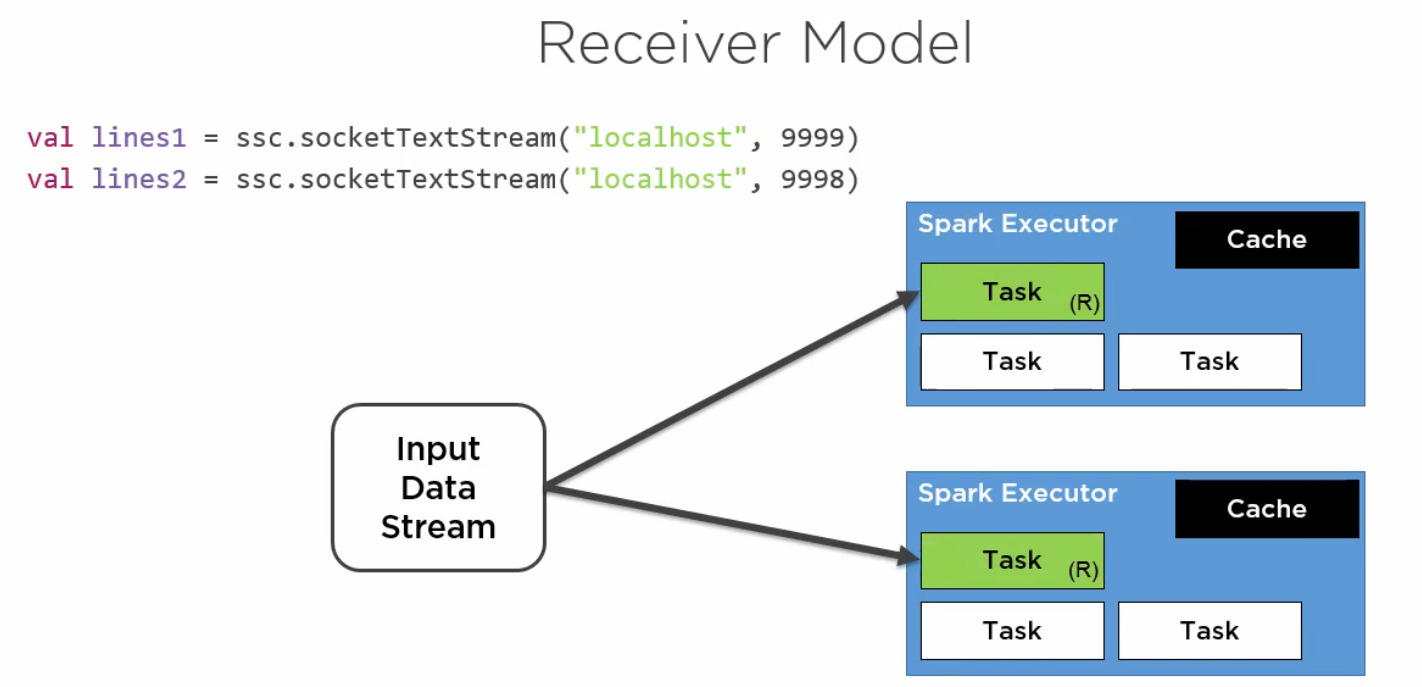 Receiver Model
val lines1 = ssc.socketTextStream("localhost", 9999)
val lines2 = ssc.socketTextStream("localhost", 9998)
Spark Executor
Cache
Task (R)
Task
Task
Input
Data
Stream
Spark Executor
Cache
Task (R)
Task
Task